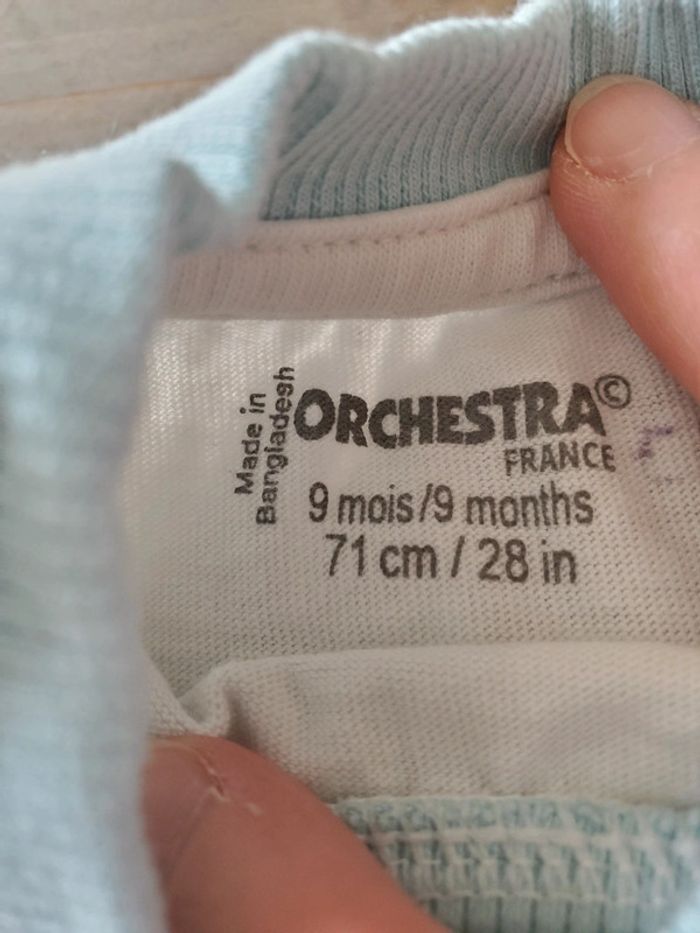 Made in
Bangladesh
ORCHESTRA©
FRANCE
9 mois/9 months
71 cm / 28 in